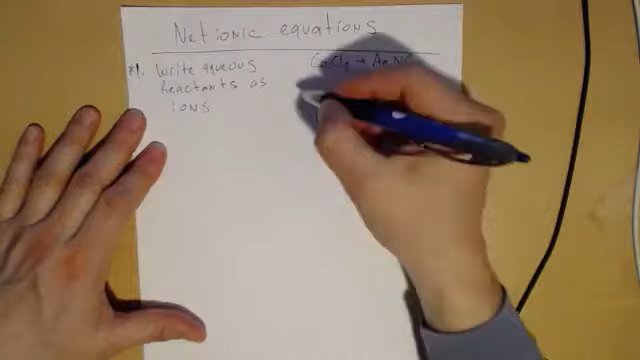 Net ionic equations
#1. Write aqueous
Reactants as
ions